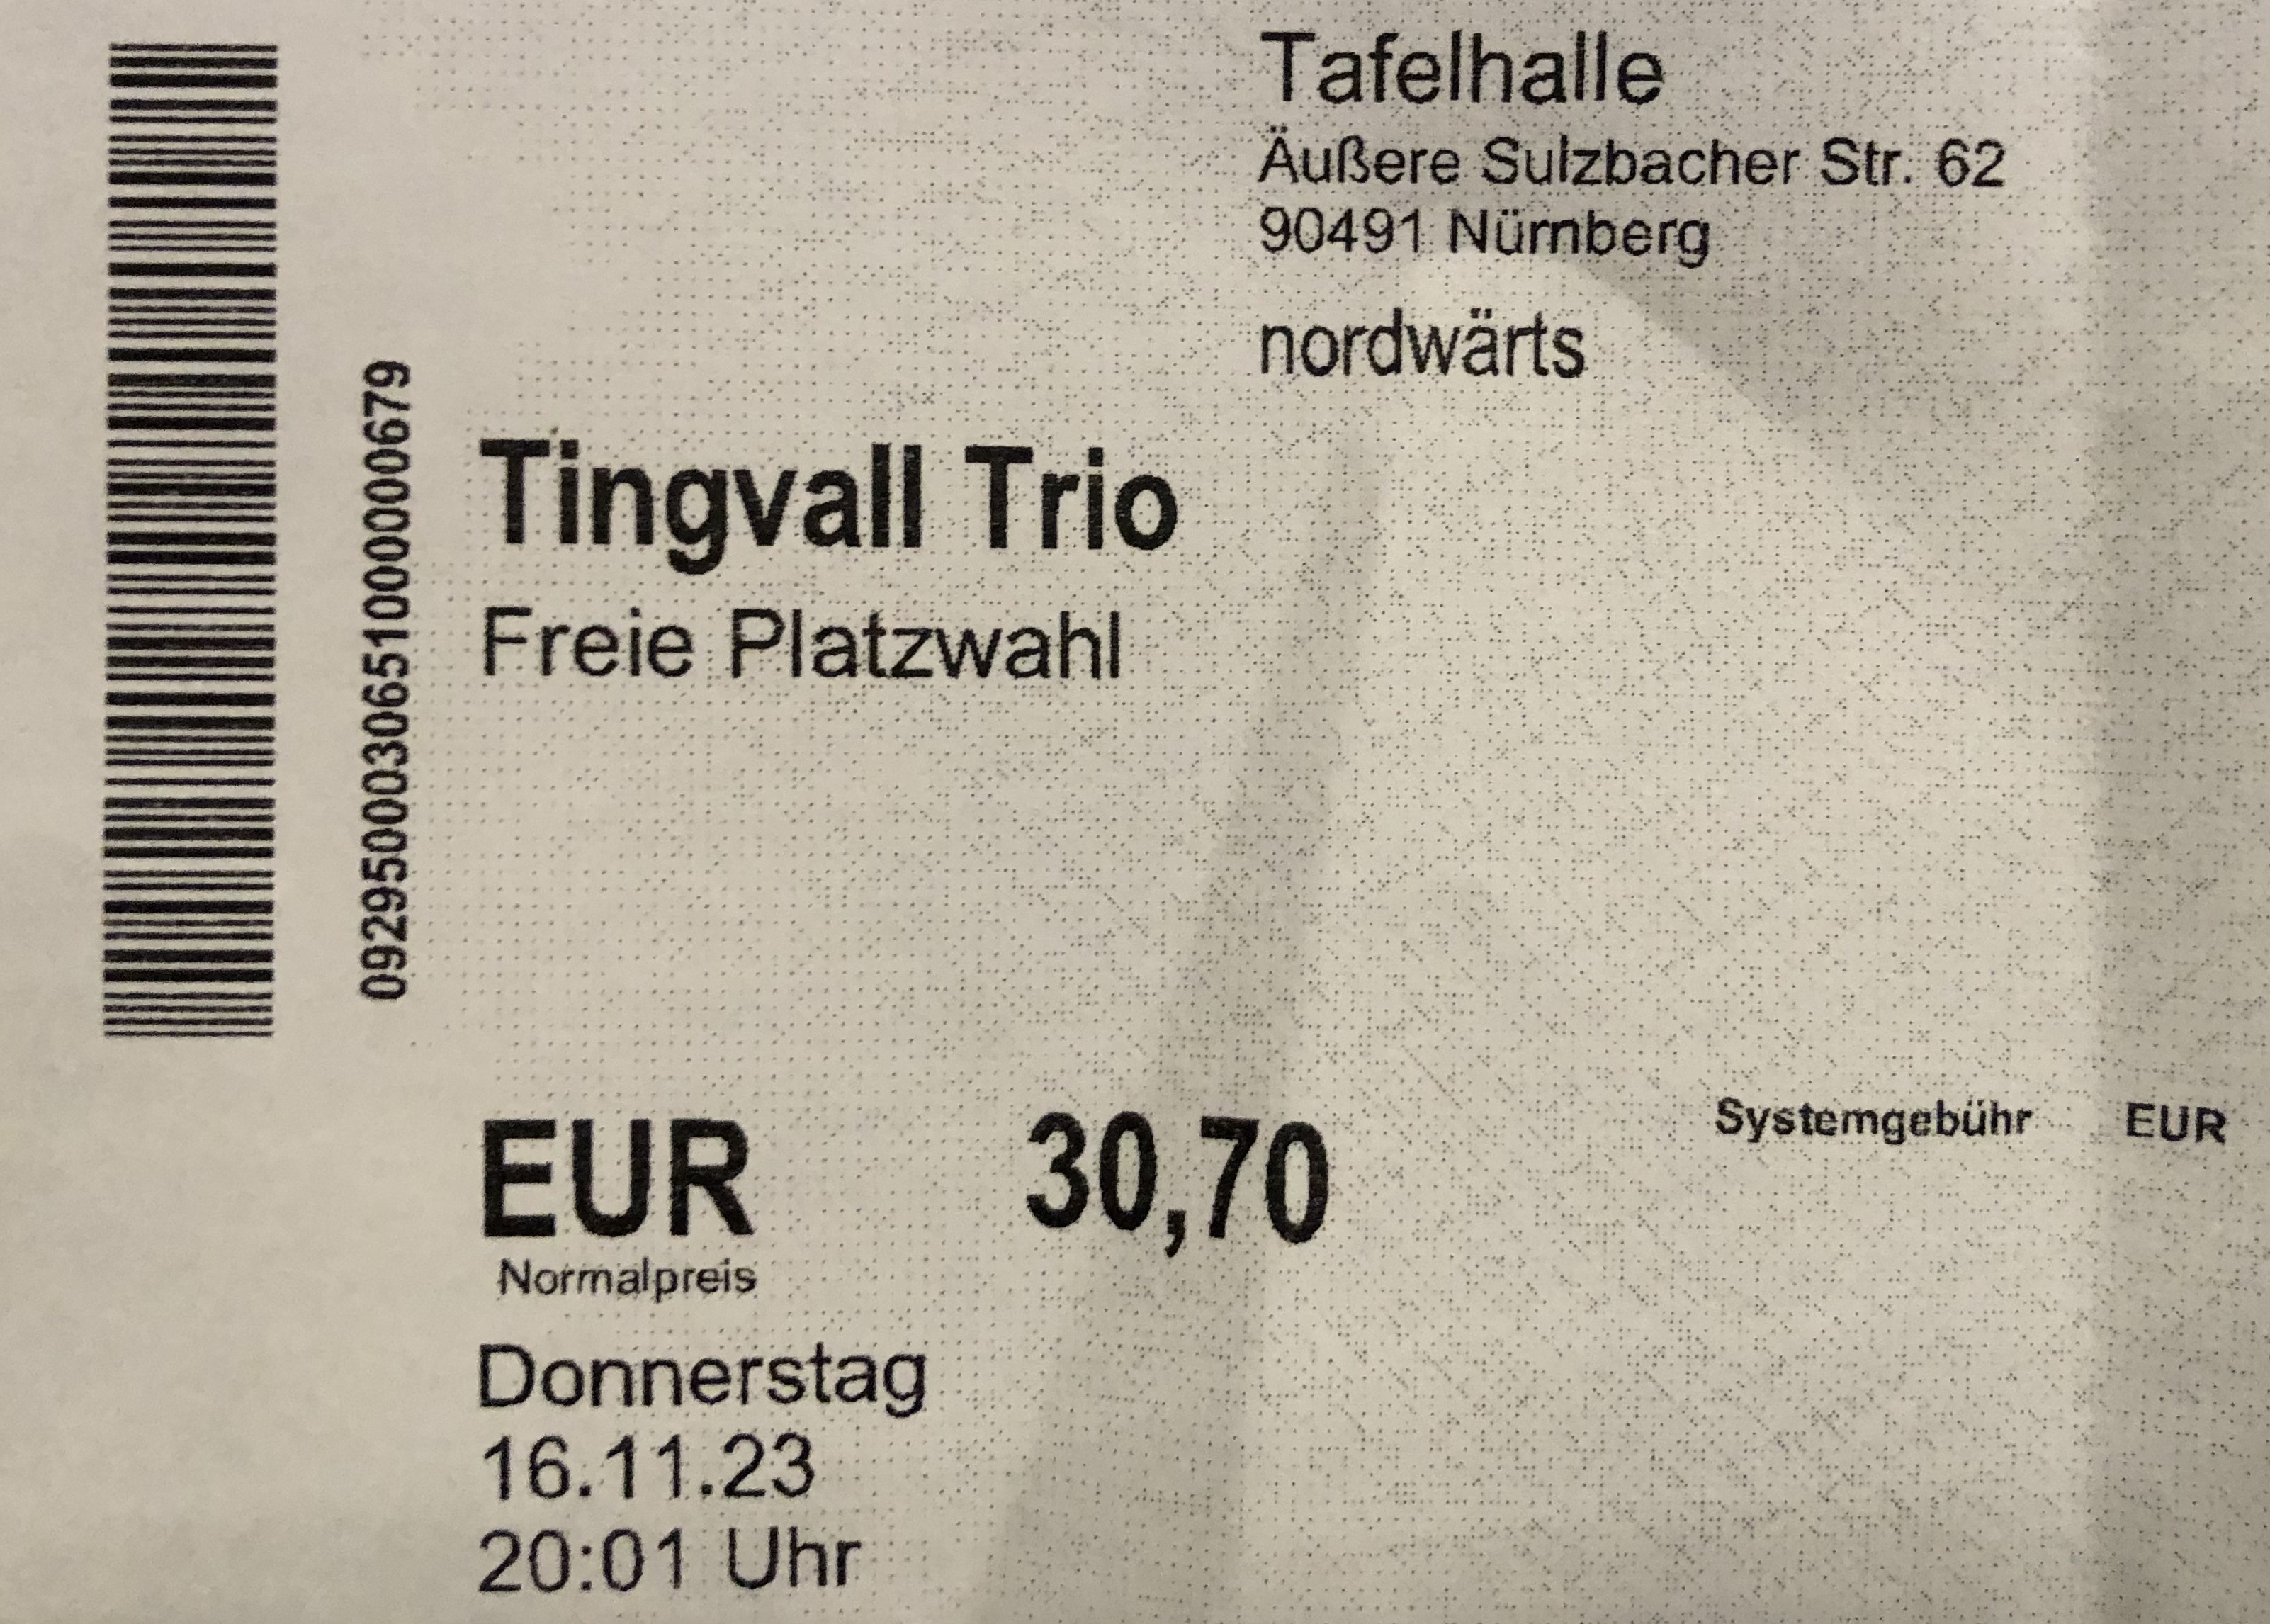 Tafelhalle
Äußere Sulzbacher Str. 62
90491 Nürnberg
nordwärts
0929500030651000000679
Tingvall Trio
Freie Platzwahl
EUR 30,70
Systemgebühr EUR
Normalpreis
Donnerstag
16.11.23
20:01 Uhr